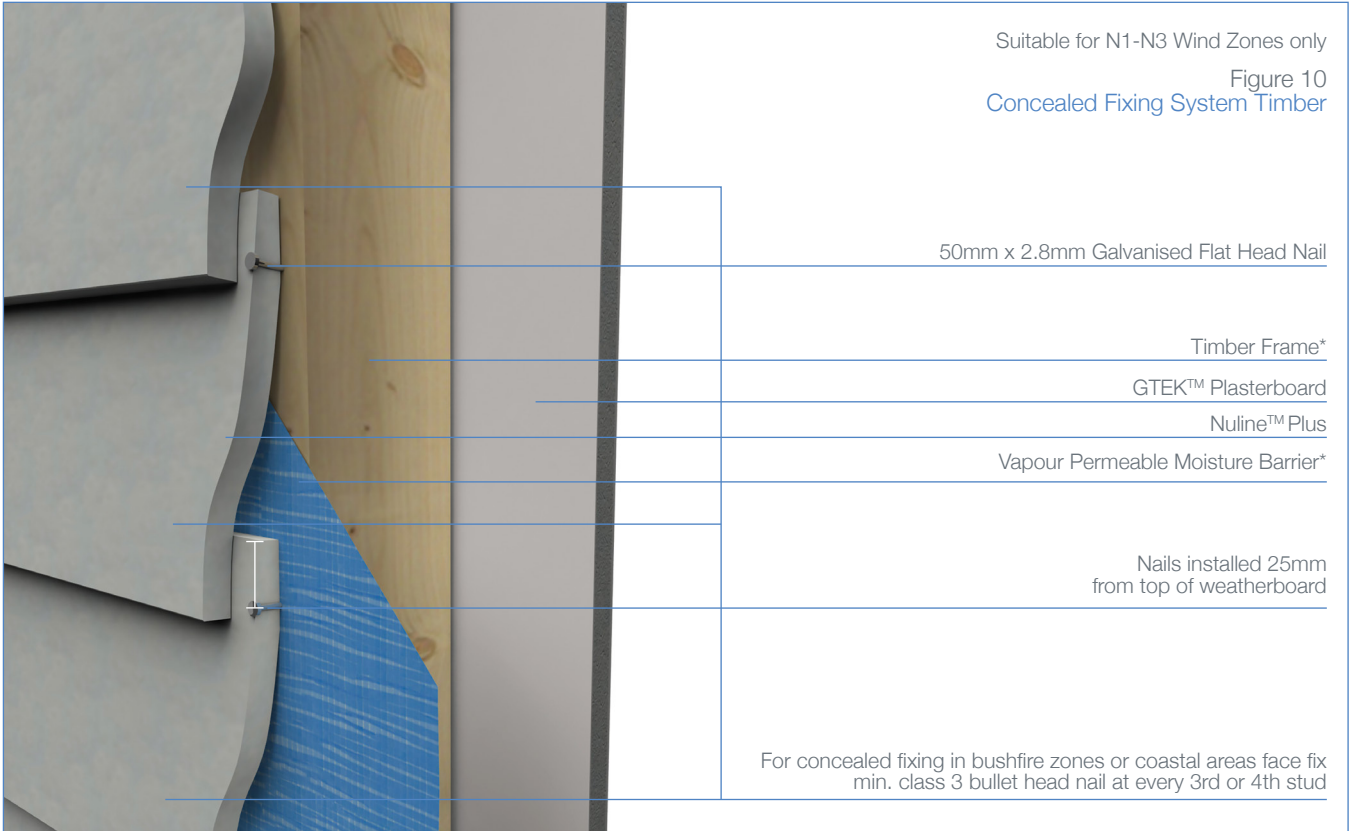 Suitable for N1-N3 Wind Zones only
Figure 10
Concealed Fixing System Timber
50mm x 2.8mm Galvanised Flat Head Nail
Timber Frame*
GTEK™ Plasterboard
Nuline™ Plus
Vapour Permeable Moisture Barrier*
Nails installed 25mm
from top of weatherboard
For concealed fixing in bushfire zones or coastal areas face fix
min. class 3 bullet head nail at every 3rd or 4th stud